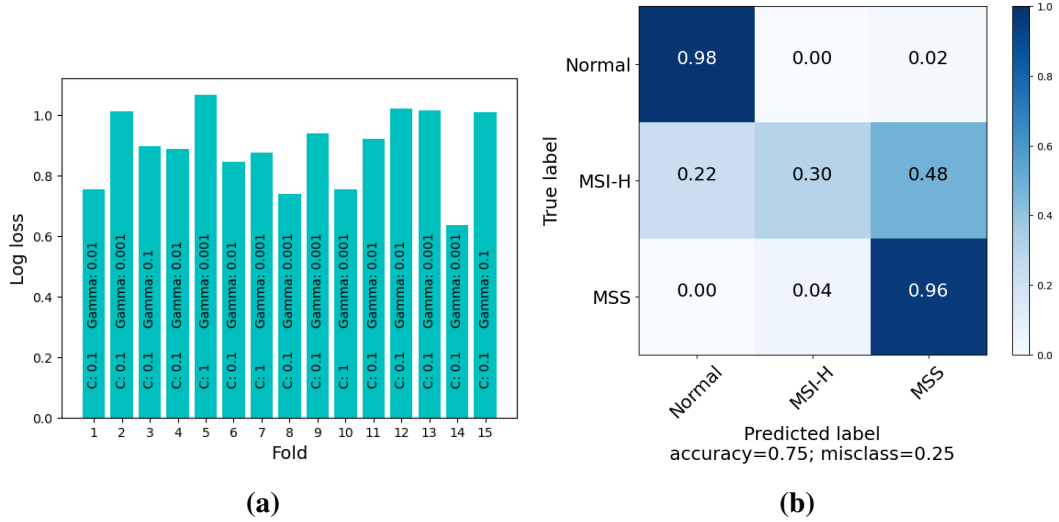 Log loss
1.0
0.8
0.6
0.4
0.2
0.0
C: 0.1 Gamma: 0.01
C: 0.1 Gamma: 0.001
C: 0.1 Gamma: 0.1
C: 0.1 Gamma: 0.01
C: 1 Gamma: 0.001
C: 0.1 Gamma: 0.01
C: 1 Gamma: 0.001
C: 0.1 Gamma: 0.001
C: 0.1 Gamma: 0.001
C: 1 Gamma: 0.001
C: 0.1 Gamma: 0.01
C: 0.1 Gamma: 0.01
C: 0.1 Gamma: 0.001
C: 0.1 Gamma: 0.001
C: 0.1 Gamma: 0.1
1 2 3 4 5 6 7 8 9 10 11 12 13 14 15
Fold
(a)
True label
Normal 0.98 0.00 0.02
MSI-H 0.22 0.30 0.48
MSS 0.00 0.04 0.96
Normal MSI-H MSS
Predicted label
accuracy=0.75; misclass=0.25
1.0
0.8
0.6
0.4
0.2
0.0
(b)